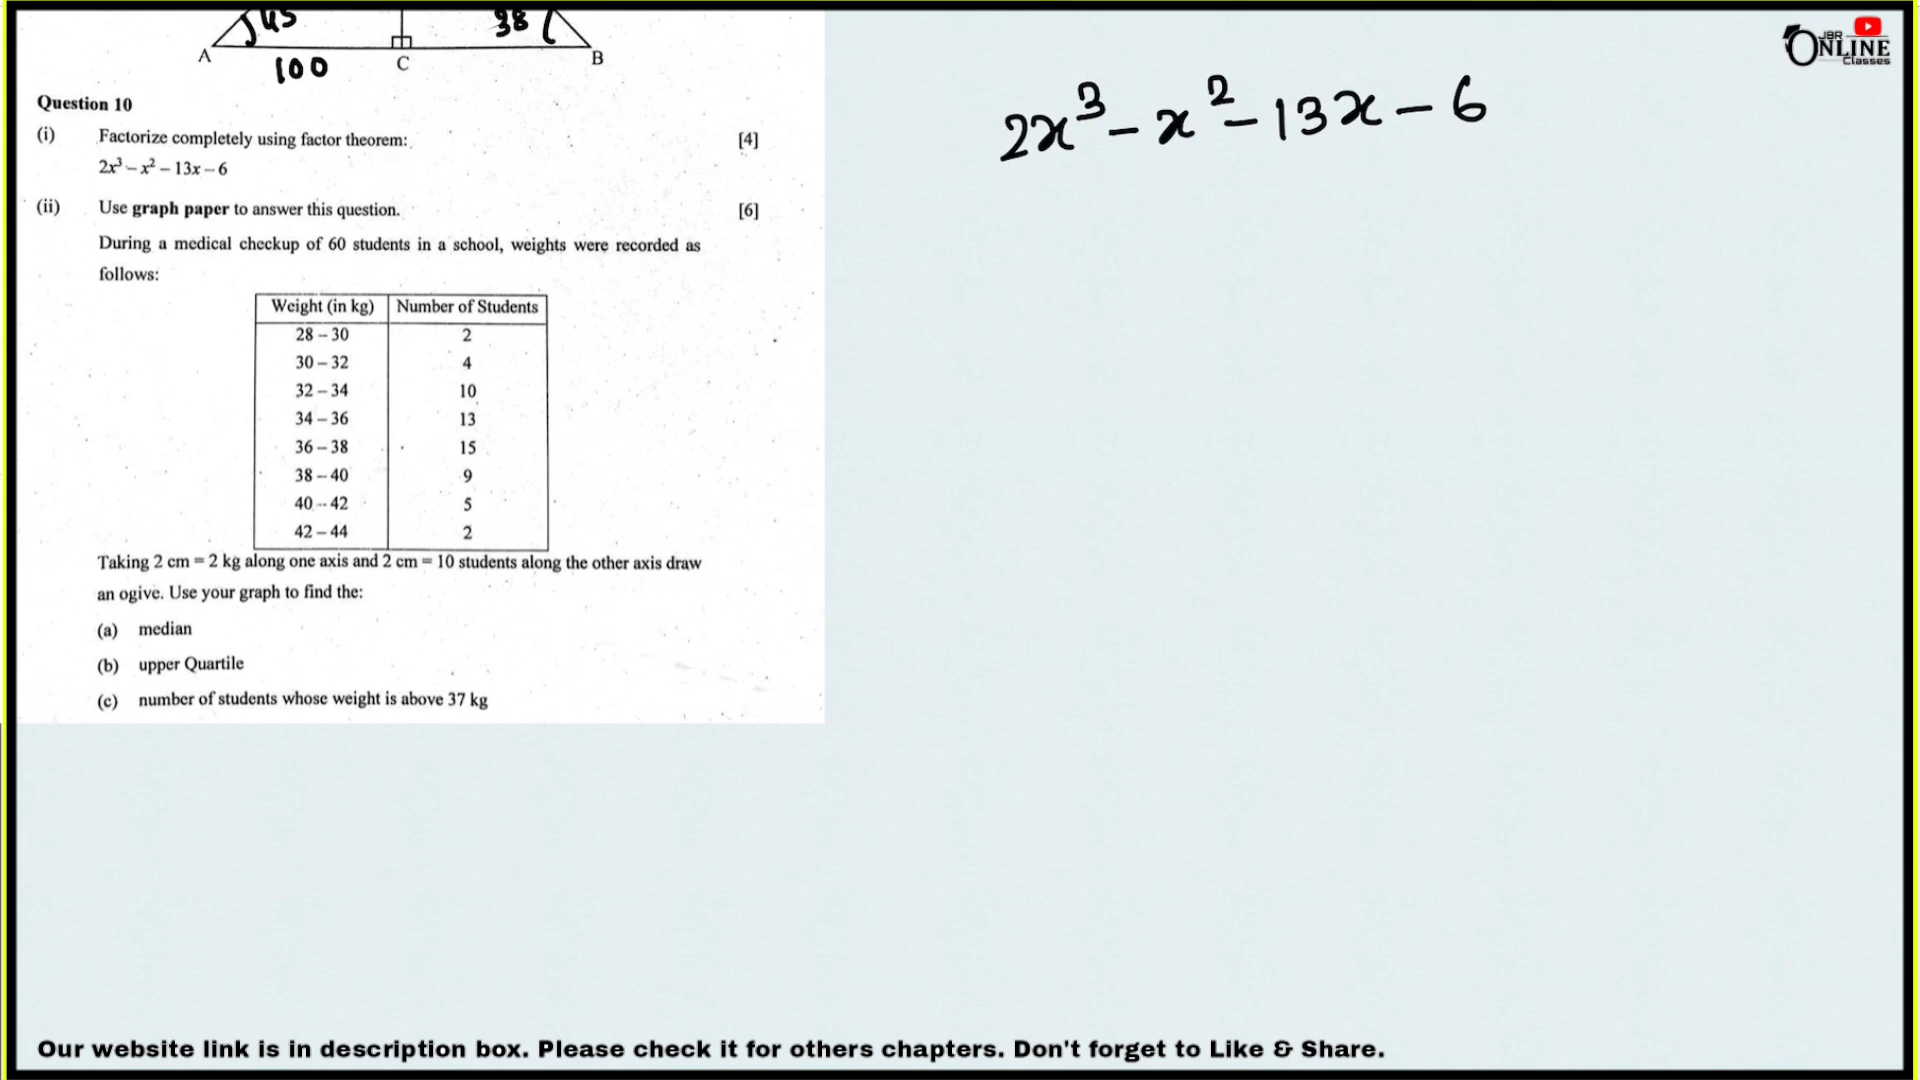 45 38
A 100 C B
JBR
ONLINE
Classes
2x³ – x² – 13x – 6
Question 10
(i) Factorize completely using factor theorem: [4]
2x³ – x² – 13x – 6
(ii) Use graph paper to answer this question. [6]
During a medical checkup of 60 students in a school, weights were recorded as
follows:
Weight (in kg) Number of Students
28 – 30 2
30 – 32 4
32 – 34 10
34 – 36 13
36 – 38 15
38 – 40 9
40 – 42 5
42 – 44 2
Taking 2 cm = 2 kg along one axis and 2 cm = 10 students along the other axis draw
an ogive. Use your graph to find the:
(a) median
(b) upper Quartile
(c) number of students whose weight is above 37 kg
Our website link is in description box. Please check it for others chapters. Don't forget to Like & Share.